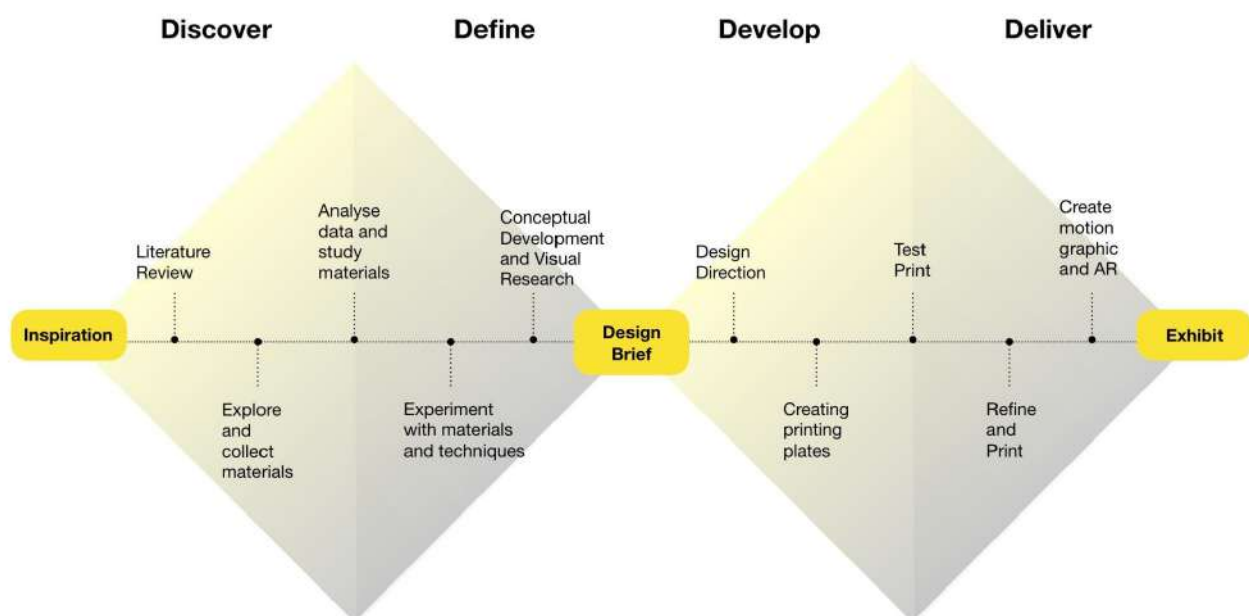 Discover
Define
Develop
Deliver
Inspiration
Literature
Review
Explore
and
collect
materials
Analyse
data and
study
materials
Experiment
with materials
and techniques
Conceptual
Development
and Visual
Research
Design
Brief
Design
Direction
Creating
printing
plates
Test
Print
Refine
and
Print
Create
motion
graphic
and AR
Exhibit